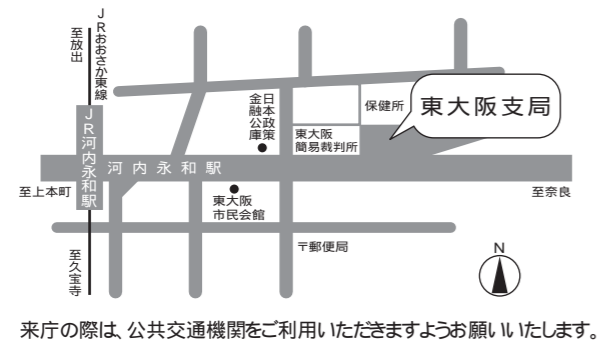 JRおおさか東線
至放出
JR河内永和駅
河内永和駅
日本政策
金融公庫
保健所
東大阪
簡易裁判所
東大阪支局
至上本町
至奈良
東大阪
市民会館
〒郵便局
至久宝寺
N
来庁の際は、公共交通機関をご利用いただきますようお願いいたします。